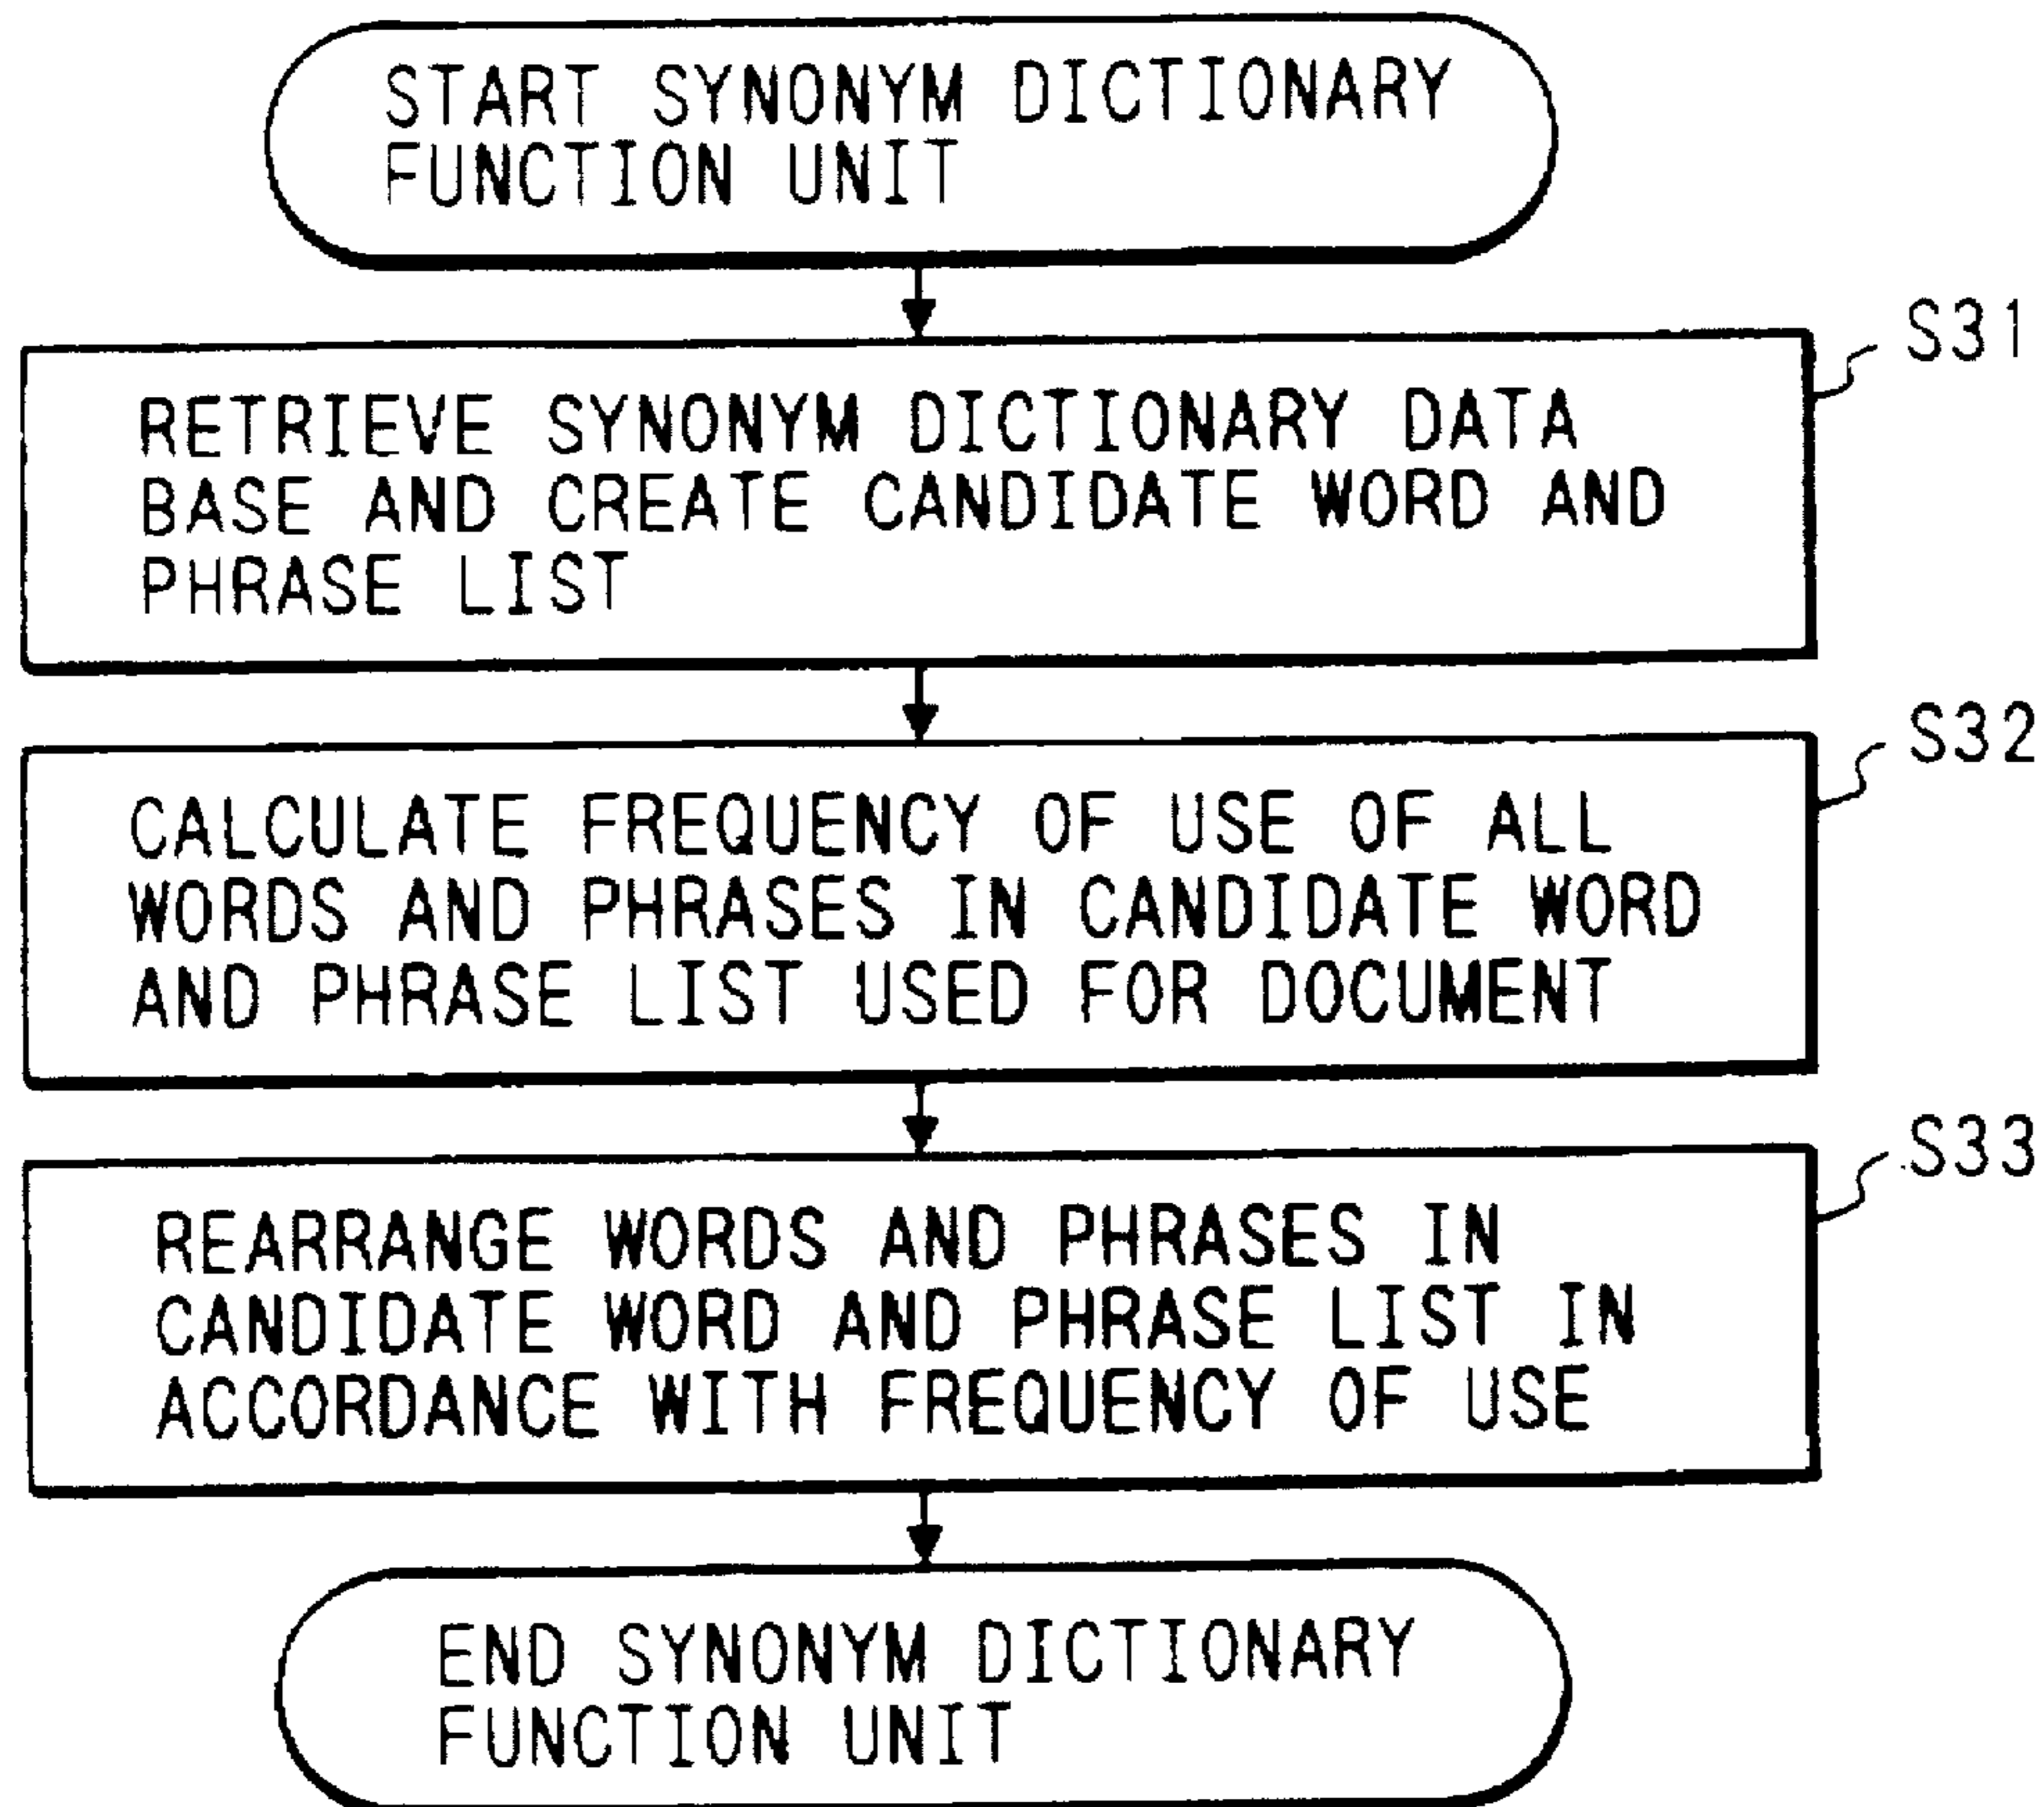 START SYNONYM DICTIONARY
FUNCTION UNIT
S31
RETRIEVE SYNONYM DICTIONARY DATA
BASE AND CREATE CANDIDATE WORD AND
PHRASE LIST
S32
CALCULATE FREQUENCY OF USE OF ALL
WORDS AND PHRASES IN CANDIDATE WORD
AND PHRASE LIST USED FOR DOCUMENT
S33
REARRANGE WORDS AND PHRASES IN
CANDIDATE WORD AND PHRASE LIST IN
ACCORDANCE WITH FREQUENCY OF USE
END SYNONYM DICTIONARY
FUNCTION UNIT